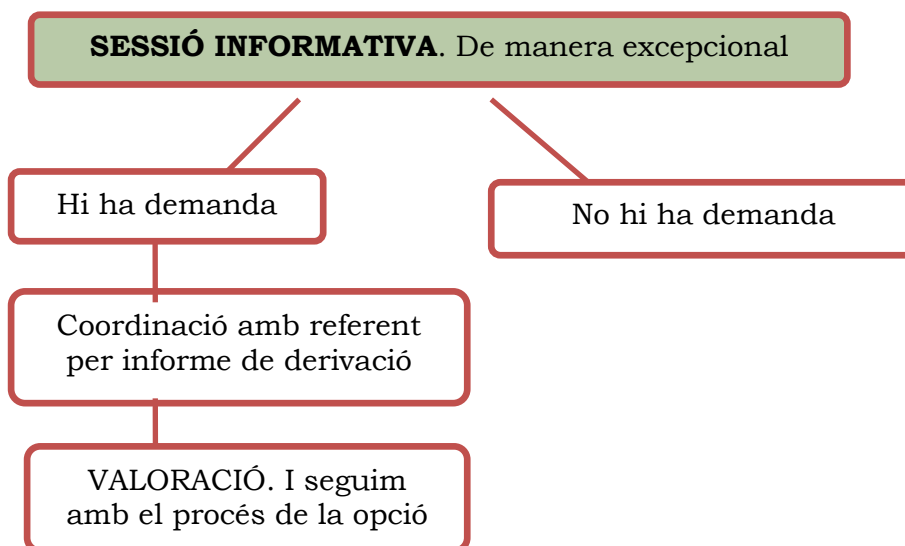 SESSIÓ INFORMATIVA. De manera excepcional
Hi ha demanda
No hi ha demanda
Coordinació amb referent
per informe de derivació
VALORACIÓ. I seguim
amb el procés de la opció